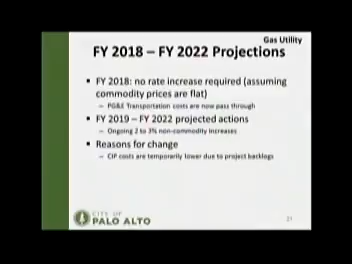 Gas Utility
FY 2018 – FY 2022 Projections
▪ FY 2018: no rate increase required (assuming
commodity prices are flat)
– PG&E Transportation costs are now pass through
▪ FY 2019 – FY 2022 projected actions
– Ongoing 2 to 3% non-commodity increases
▪ Reasons for change
– CIP costs are temporarily lower due to project backlogs
CITY OF
PALO ALTO